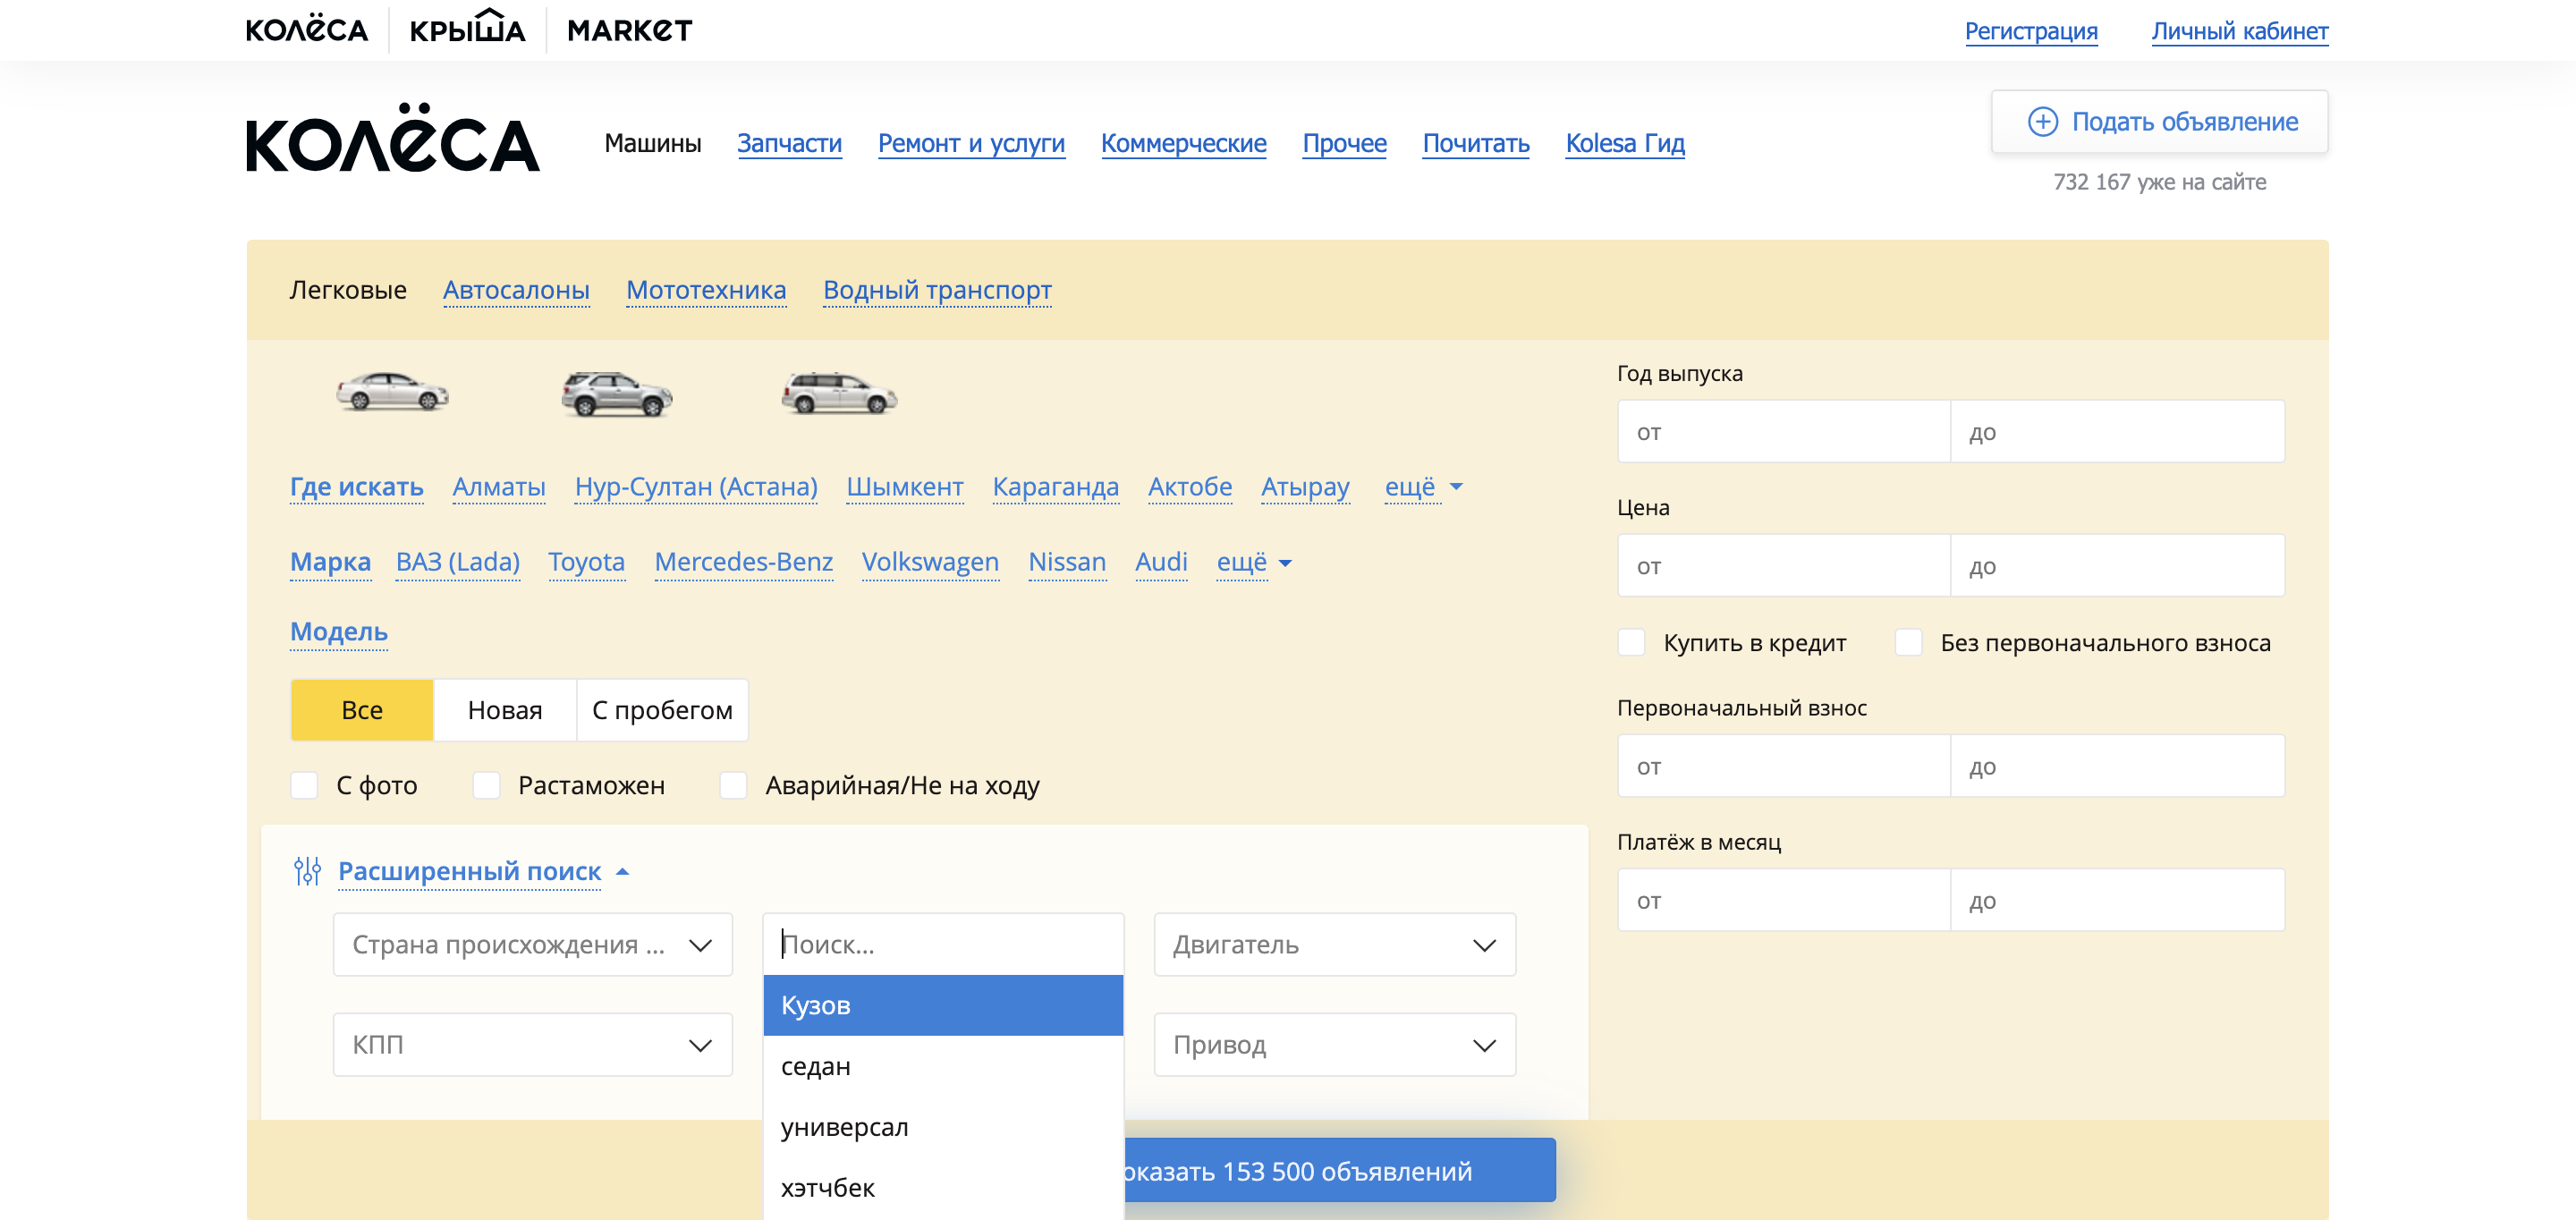 КОЛЁСА КРЫША MARKET Регистрация Личный кабинет
КОЛЁСА Машины Запчасти Ремонт и услуги Коммерческие Прочее Почитать Kolesa Гид Подать объявление
732 167 уже на сайте
Легковые Автосалоны Мототехника Водный транспорт
Где искать Алматы Нур-Султан (Астана) Шымкент Караганда Актобе Атырау ещё
Марка ВАЗ (Lada) Toyota Mercedes-Benz Volkswagen Nissan Audi ещё
Модель
Все Новая С пробегом
С фото Растаможен Аварийная/Не на ходу
Расширенный поиск
Страна происхождения ... Поиск... Двигатель
Кузов
КПП Привод
седан
универсал
хэтчбек
оказать 153 500 объявлений
Год выпуска
от до
Цена
от до
Купить в кредит Без первоначального взноса
Первоначальный взнос
от до
Платёж в месяц
от до